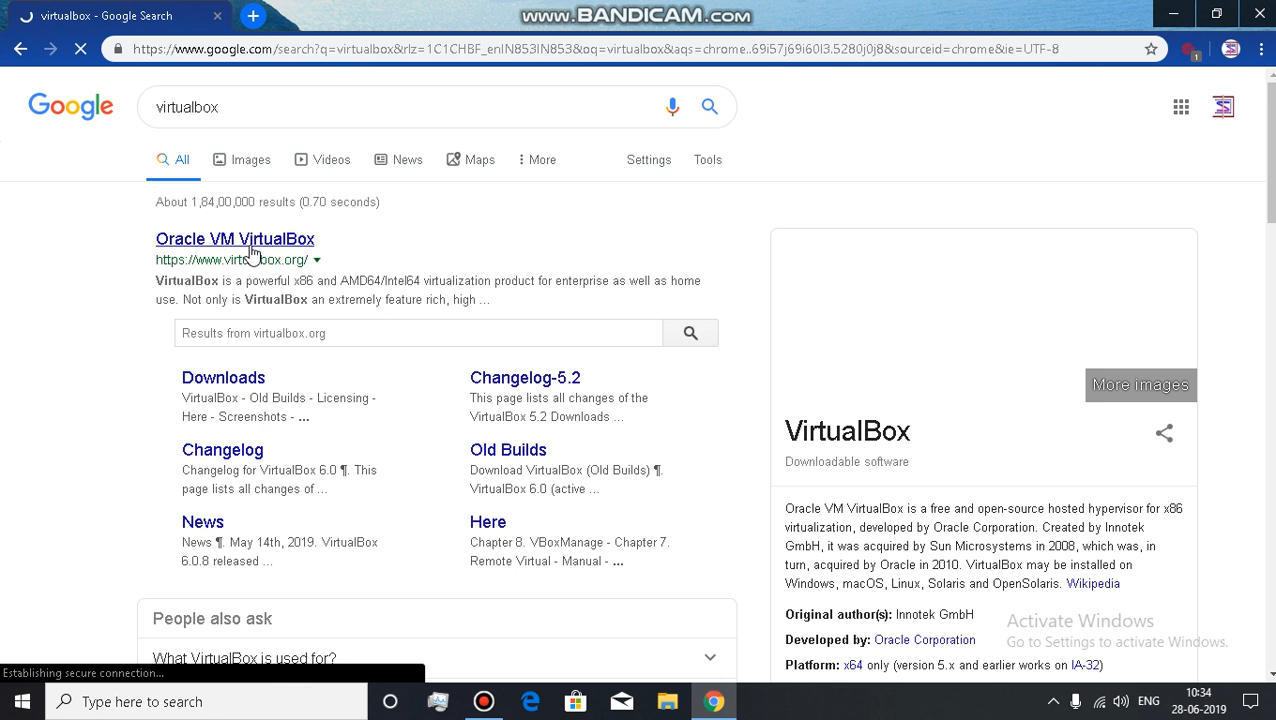 virtualbox - Google Search
www.BANDICAM.com
https://www.google.com/search?q=virtualbox&rlz=1C1CHBF_enIN853IN853&oq=virtualbox&aqs=chrome..69i57j69i60l3.5280j0j8&sourceid=chrome&ie=UTF-8
1
Google
virtualbox
All
Images
Videos
News
Maps
More
Settings
Tools
About 1,84,00,000 results (0.70 seconds)
Oracle VM VirtualBox
https://www.virtualbox.org/
VirtualBox is a powerful x86 and AMD64/Intel64 virtualization product for enterprise as well as home
use. Not only is VirtualBox an extremely feature rich, high ...
Results from virtualbox.org
Downloads
VirtualBox - Old Builds - Licensing -
Here - Screenshots - ...
Changelog-5.2
This page lists all changes of the
VirtualBox 5.2 Downloads ...
Changelog
Changelog for VirtualBox 6.0 ¶. This
page lists all changes of ...
Old Builds
Download VirtualBox (Old Builds) ¶.
VirtualBox 6.0 (active ...
News
News ¶. May 14th, 2019. VirtualBox
6.0.8 released ...
Here
Chapter 8. VBoxManage - Chapter 7.
Remote Virtual - Manual - ...
People also ask
What VirtualBox is used for?
More images
VirtualBox
Downloadable software
Oracle VM VirtualBox is a free and open-source hosted hypervisor for x86
virtualization, developed by Oracle Corporation. Created by Innotek
GmbH, it was acquired by Sun Microsystems in 2008, which was, in
turn, acquired by Oracle in 2010. VirtualBox may be installed on
Windows, macOS, Linux, Solaris and OpenSolaris. Wikipedia
Original author(s): Innotek GmbH
Developed by: Oracle Corporation
Platform: x64 only (version 5.x and earlier works on IA-32)
Activate Windows
Go to Settings to activate Windows.
Establishing secure connection...
Type here to search
ENG
10:34
28-06-2019